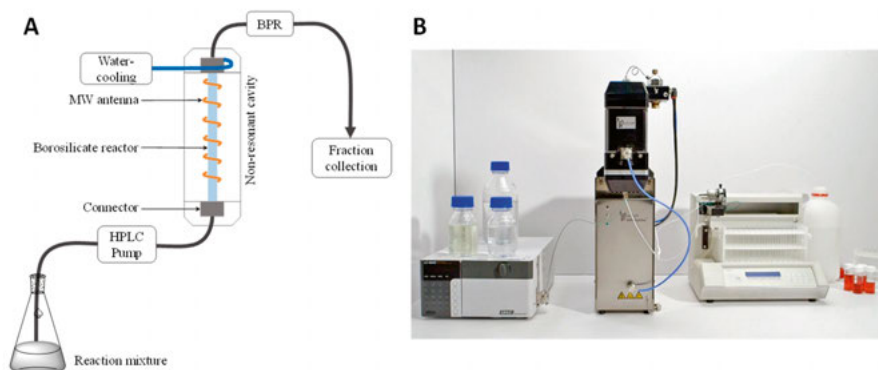 A
BPR
Water-
cooling
MW antenna
Borosilicate reactor
Non-resonant cavity
Connector
Fraction
collection
HPLC
Pump
Reaction mixture
B